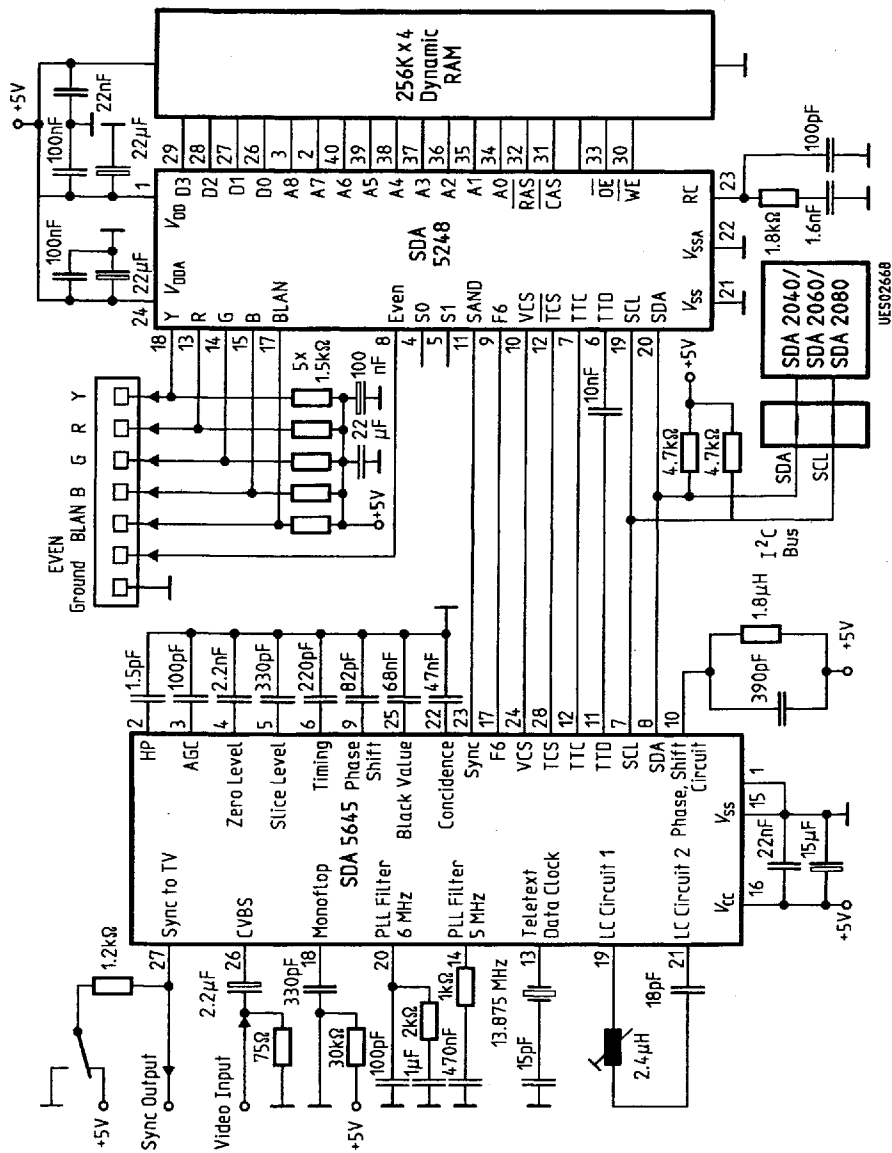 +5V
1.2kΩ
Sync Output
27
Sync to TV
2.2µF
Video Input
75Ω
26
CVBS
330pF
18
Monoflop
30kΩ
+5V
100pF
20
PLL Filter
6 MHz
1µF
2kΩ
470nF
1kΩ
14
PLL Filter
5 MHz
13.875 MHz
15pF
13
Teletext
Data Clock
19
LC Circuit 1
2.4µH
18pF
21
LC Circuit 2
SDA 5645
16
VCC
15
VSS
1
22nF
15µF
+5V
HP
2
1.5pF
AGC
3
100pF
Zero Level
4
2.2nF
Slice Level
5
330pF
Timing
6
220pF
Phase
Shift
9
82pF
Black Value
25
68nF
Concidence
22
47nF
Sync
23
F6
17
VCS
24
TCS
28
TTC
12
TTD
11
SCL
7
SDA
8
Phase, Shift
Circuit
10
390pF
1.8µH
+5V
Ground
EVEN
BLAN
B
G
R
Y
5x
1.5kΩ
100
nF
22
µF
+5V
10nF
+5V
4.7kΩ
4.7kΩ
SDA
SCL
I²C
Bus
SDA 2040/
SDA 2060/
SDA 2080
24
VDDA
18
Y
13
R
14
G
15
B
17
BLAN
8
Even
4
S0
5
S1
11
SAND
9
F6
10
VCS
12
TCS
7
TTC
6
TTD
19
SCL
20
SDA
SDA
5248
+5V
100nF
22µF
100nF
22µF
22nF
1
VDD
D3
29
D2
28
D1
27
D0
26
A8
3
A7
2
A6
40
A5
39
A4
38
A3
37
A2
36
A1
35
A0
34
RAS
32
CAS
31
OE
33
WE
30
RC
23
VSSA
22
VSS
21
1.8kΩ
1.6nF
100pF
256K x 4
Dynamic
RAM
UES02668